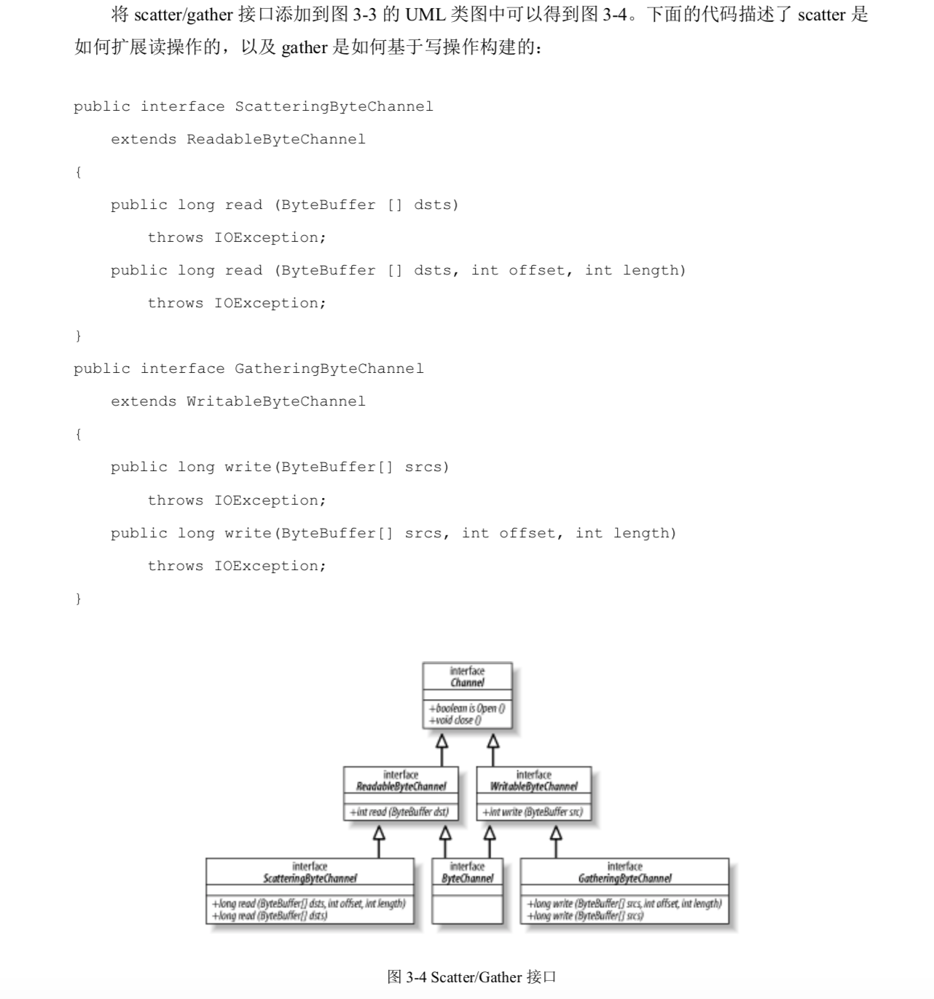 将 scatter/gather 接口添加到图 3-3 的 UML 类图中可以得到图 3-4。下面的代码描述了 scatter 是
如何扩展读操作的，以及 gather 是如何基于写操作构建的：
public interface ScatteringByteChannel
extends ReadableByteChannel
{
public long read (ByteBuffer [] dsts)
throws IOException;
public long read (ByteBuffer [] dsts, int offset, int length)
throws IOException;
}
public interface GatheringByteChannel
extends WritableByteChannel
{
public long write(ByteBuffer[] srcs)
throws IOException;
public long write(ByteBuffer[] srcs, int offset, int length)
throws IOException;
}
interface
Channel
+boolean is Open ()
+void close ()
interface
ReadableByteChannel
+int read (ByteBuffer dst)
interface
WritableByteChannel
+int write (ByteBuffer src)
interface
ScatteringByteChannel
+long read (ByteBuffer[] dsts, int offset, int length)
+long read (ByteBuffer[] dsts)
interface
ByteChannel
interface
GatheringByteChannel
+long write (ByteBuffer[] srcs, int offset, int length)
+long write (ByteBuffer[] srcs)
图 3-4 Scatter/Gather 接口